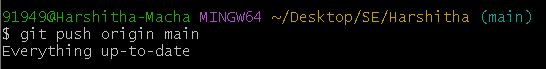 91949@Harshitha-Macha MINGW64 ~/Desktop/SE/Harshitha (main)
$ git push origin main
Everything up-to-date